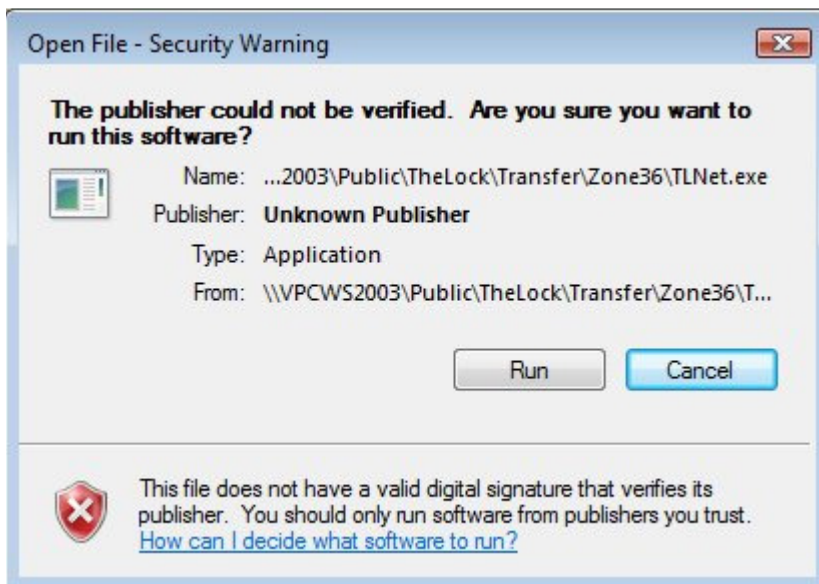 Open File - Security Warning
The publisher could not be verified.  Are you sure you want to
run this software?
Name: ...2003\Public\TheLock\Transfer\Zone36\TLNet.exe
Publisher: Unknown Publisher
Type: Application
From: \\VPCWS2003\Public\TheLock\Transfer\Zone36\T...
Run Cancel
This file does not have a valid digital signature that verifies its
publisher.  You should only run software from publishers you trust.
How can I decide what software to run?